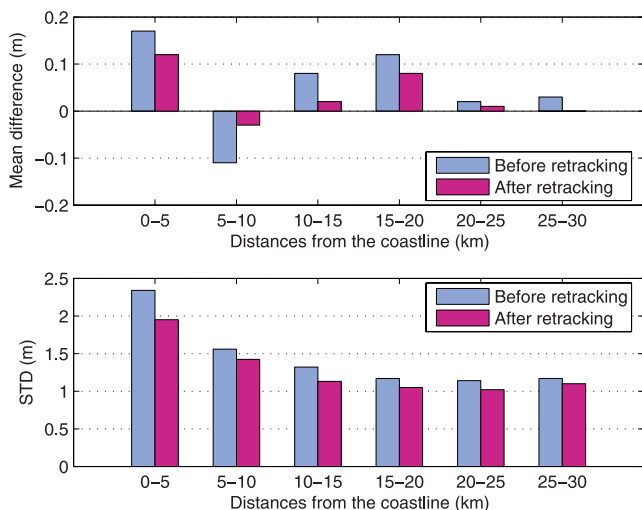 0.2
0.1
0
−0.1
−0.2
Mean difference (m)
Before retracking
After retracking
0−5 5−10 10−15 15−20 20−25 25−30
Distances from the coastline (km)
2.5
2
1.5
1
0.5
0
STD (m)
Before retracking
After retracking
0−5 5−10 10−15 15−20 20−25 25−30
Distances from the coastline (km)